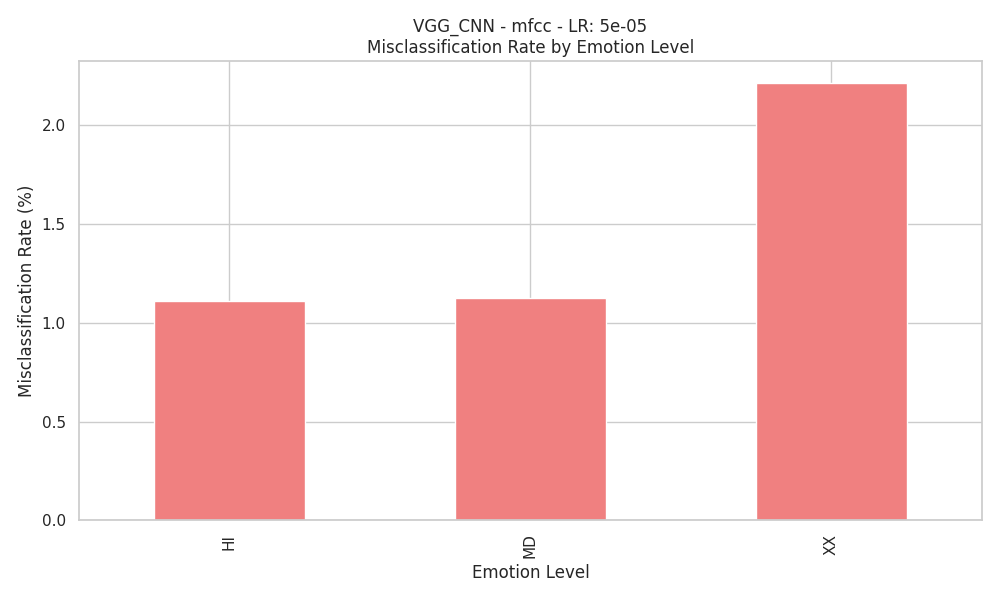 VGG_CNN - mfcc - LR: 5e-05
Misclassification Rate by Emotion Level
Misclassification Rate (%)
2.0
1.5
1.0
0.5
0.0
HI
MD
XX
Emotion Level